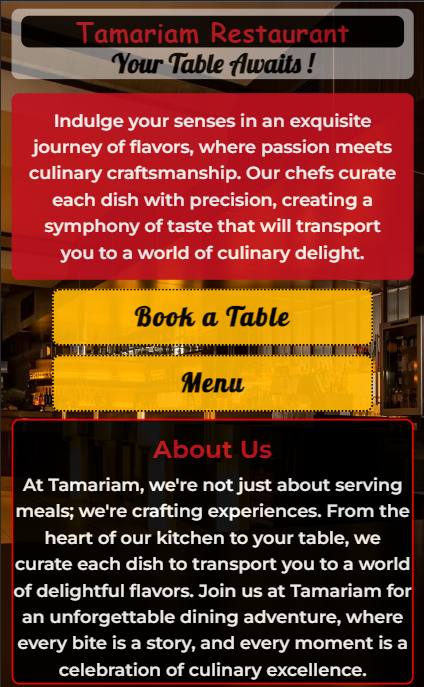 Tamariam Restaurant
Your Table Awaits !
Indulge your senses in an exquisite
journey of flavors, where passion meets
culinary craftsmanship. Our chefs curate
each dish with precision, creating a
symphony of taste that will transport
you to a world of culinary delight.
Book a Table
Menu
About Us
At Tamariam, we're not just about serving
meals; we're crafting experiences. From the
heart of our kitchen to your table, we
curate each dish to transport you to a world
of delightful flavors. Join us at Tamariam for
an unforgettable dining adventure, where
every bite is a story, and every moment is a
celebration of culinary excellence.